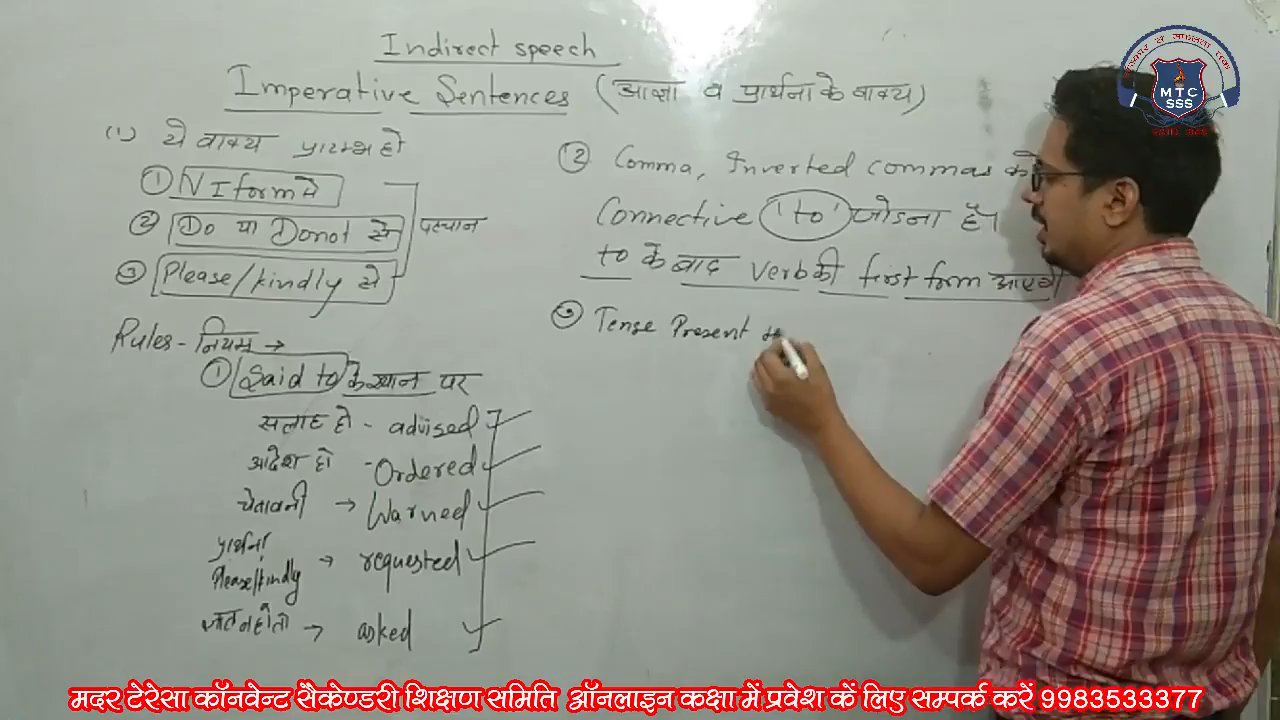 Indirect speech
Imperative Sentences (आज्ञा व प्रार्थना के वाक्य)
(1) ये वाक्य प्रारम्भ हो
① V I form से
② Do या Donot से
③ Please/kindly से
पहचान
Rules - नियम →
① Said to के स्थान पर
सलाह हो - advised
आदेश हो - Ordered
चेतावनी → Warned
प्रार्थना
Please/kindly → requested
ज्ञात न हो तो → asked
② Comma, Inverted commas को
Connective 'to' जोडना है।
to के बाद verb की first form आएगी
③ Tense Present
MTC
SSS
मदर टेरेसा कॉनवेन्ट सैकेण्डरी शिक्षण समिति ऑनलाइन कक्षा में प्रवेश कें लिए सम्पर्क करें 9983533377